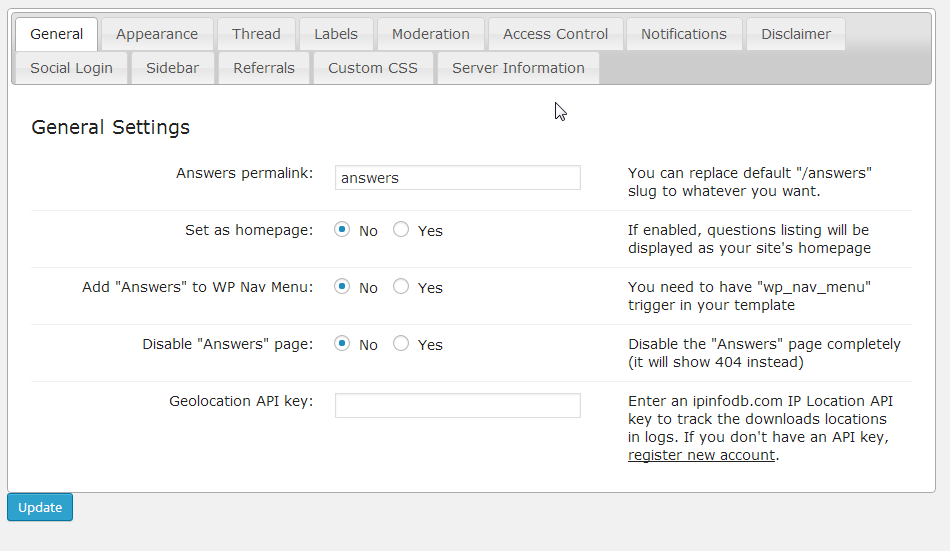 General Appearance Thread Labels Moderation Access Control Notifications Disclaimer
Social Login Sidebar Referrals Custom CSS Server Information
General Settings
Answers permalink: answers You can replace default "/answers"
slug to whatever you want.
Set as homepage: No Yes If enabled, questions listing will be
displayed as your site's homepage
Add "Answers" to WP Nav Menu: No Yes You need to have "wp_nav_menu"
trigger in your template
Disable "Answers" page: No Yes Disable the "Answers" page completely
(it will show 404 instead)
Geolocation API key: Enter an ipinfodb.com IP Location API
key to track the downloads locations
in logs. If you don't have an API key,
register new account.
Update